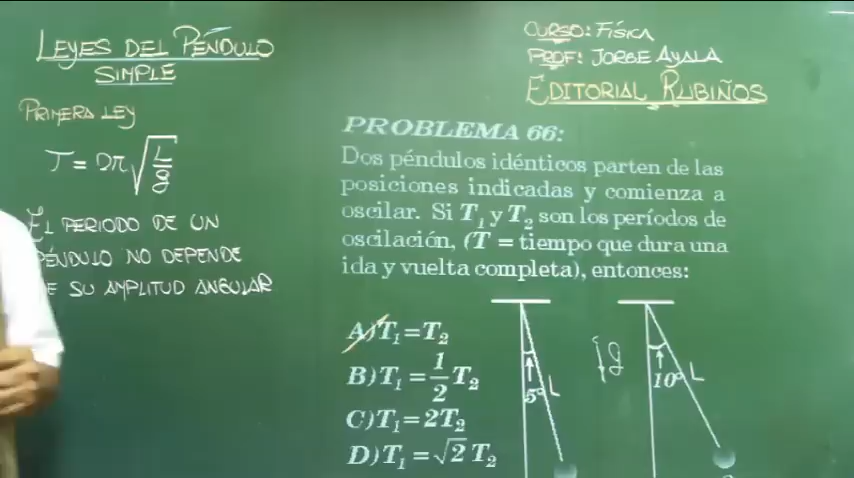 LEYES DEL PÉNDULO
SIMPLE
PRIMERA LEY
T = 2π√(L/g)
EL PERIODO DE UN
PÉNDULO NO DEPENDE
E SU AMPLITUD ANGULAR
CURSO: FÍSICA
PROF: JORGE AYALA
EDITORIAL RUBIÑOS
PROBLEMA 66:
Dos péndulos idénticos parten de las
posiciones indicadas y comienza a
oscilar. Si T₁ y T₂ son los períodos de
oscilación, (T = tiempo que dura una
ida y vuelta completa), entonces:
A) T₁ = T₂
B) T₁ = 1/2 T₂
C) T₁ = 2T₂
D) T₁ = √2 T₂
5° L
g
10° L